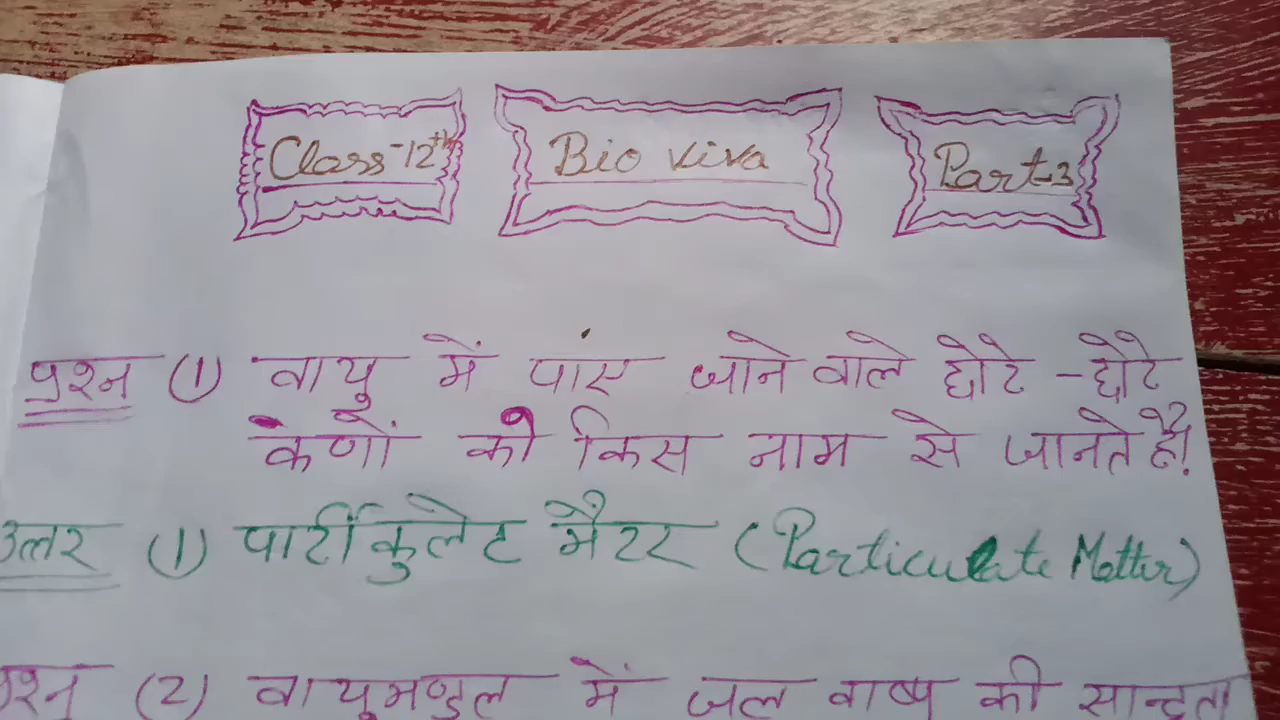 Class-12th
Bio viva
Part-3
प्रश्न (1) वायु में पांए जाने वाले छोटे-छोटे
कणों को किस नाम से जानते है।
उत्तर (1) पार्टीकुलेट मैटर (Particulate Matter)
प्रश्न (2) वायुमण्डल में जल वाष्प की सान्द्रता